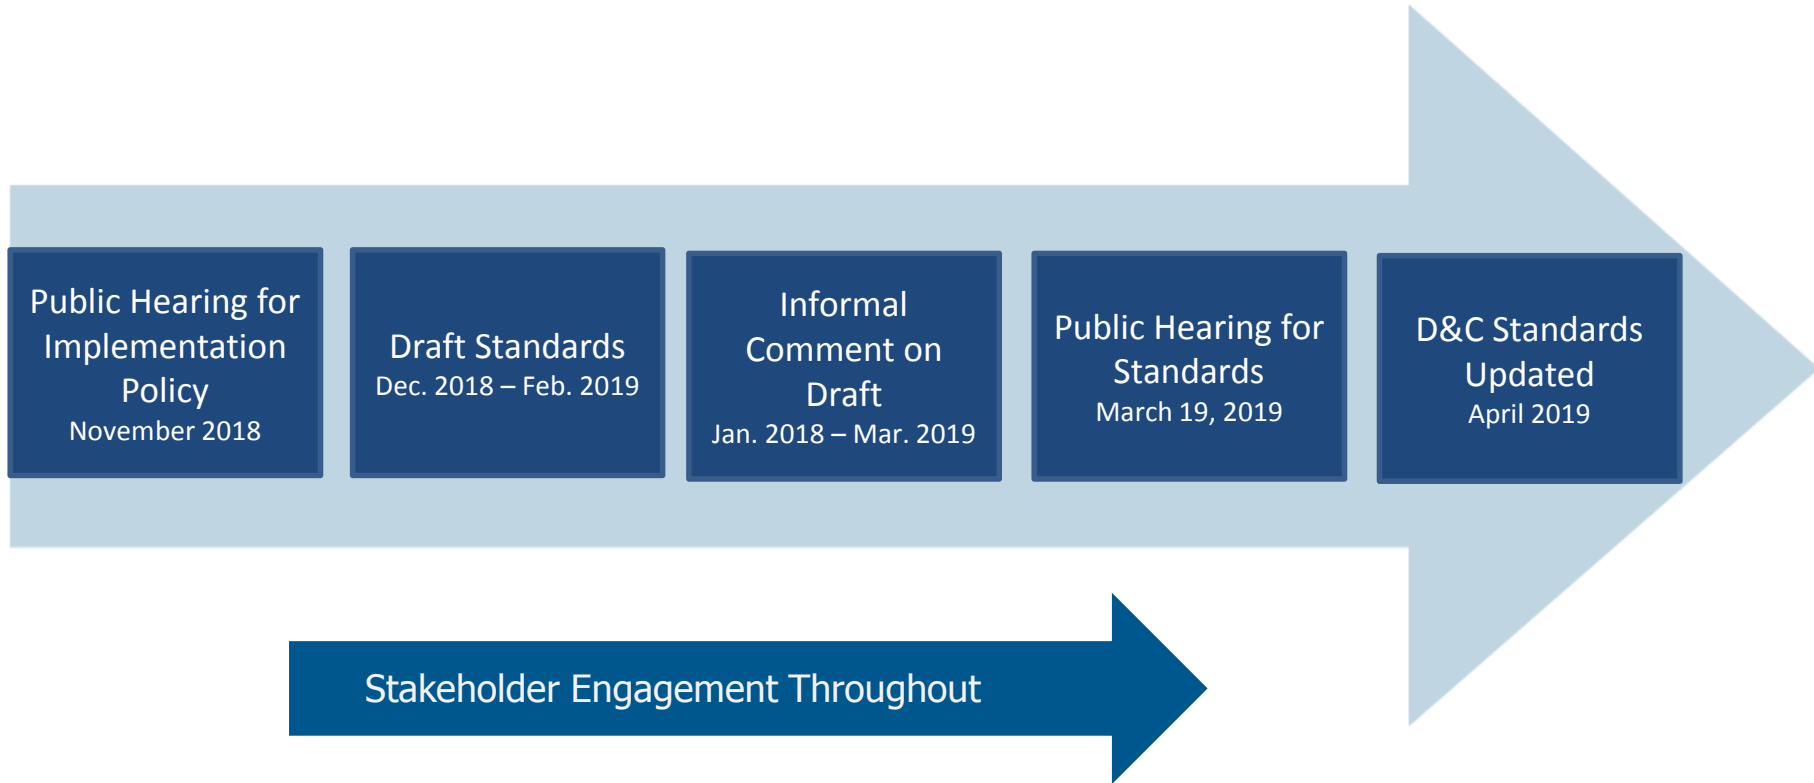 Public Hearing for
Implementation
Policy
November 2018
Draft Standards
Dec. 2018 – Feb. 2019
Informal
Comment on
Draft
Jan. 2018 – Mar. 2019
Public Hearing for
Standards
March 19, 2019
D&C Standards
Updated
April 2019
Stakeholder Engagement Throughout